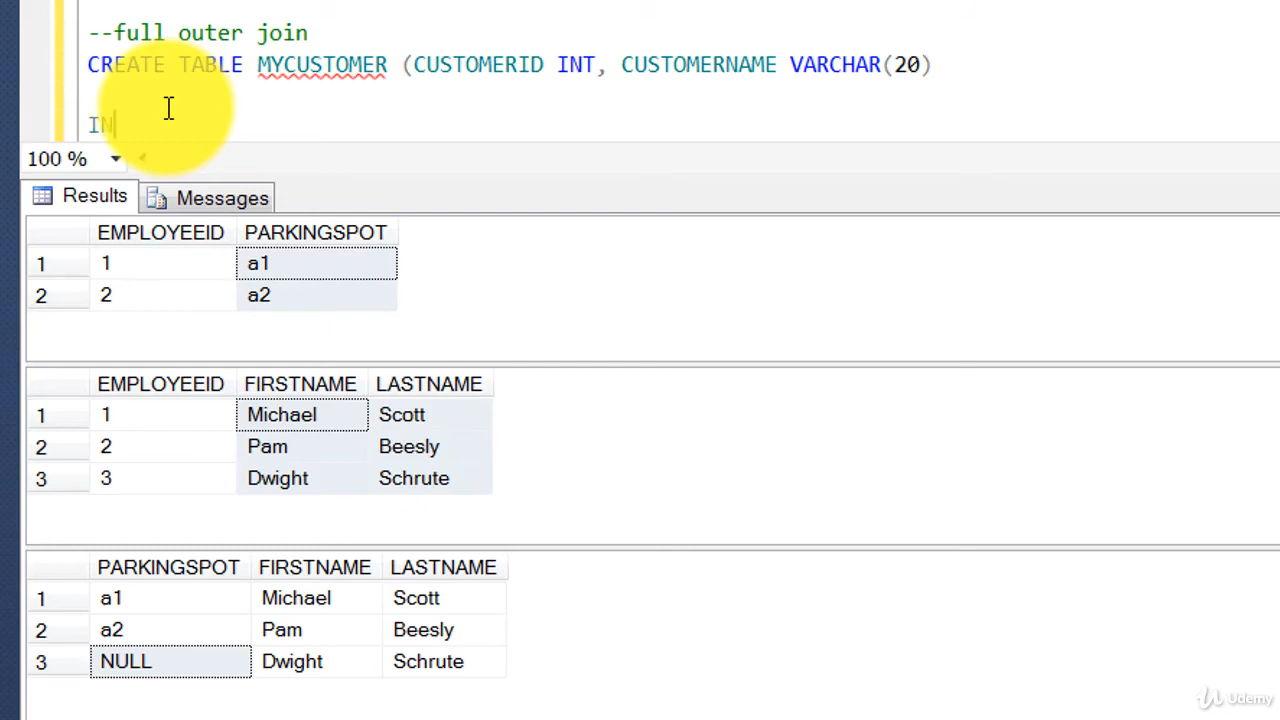 --full outer join
CREATE TABLE MYCUSTOMER (CUSTOMERID INT, CUSTOMERNAME VARCHAR(20)
IN
100 %
Results Messages
EMPLOYEEID PARKINGSPOT
1 1 a1
2 2 a2
EMPLOYEEID FIRSTNAME LASTNAME
1 1 Michael Scott
2 2 Pam Beesly
3 3 Dwight Schrute
PARKINGSPOT FIRSTNAME LASTNAME
1 a1 Michael Scott
2 a2 Pam Beesly
3 NULL Dwight Schrute
Udemy